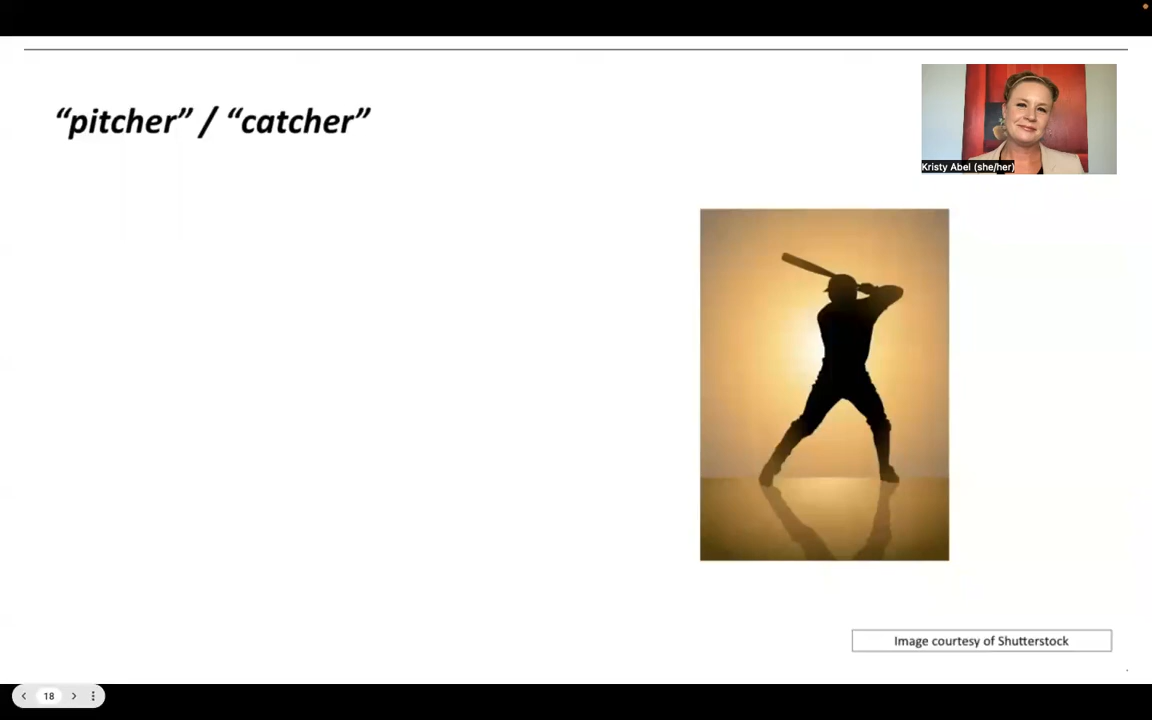 “pitcher” / “catcher”
Kristy Abel (she/her)
Image courtesy of Shutterstock
18